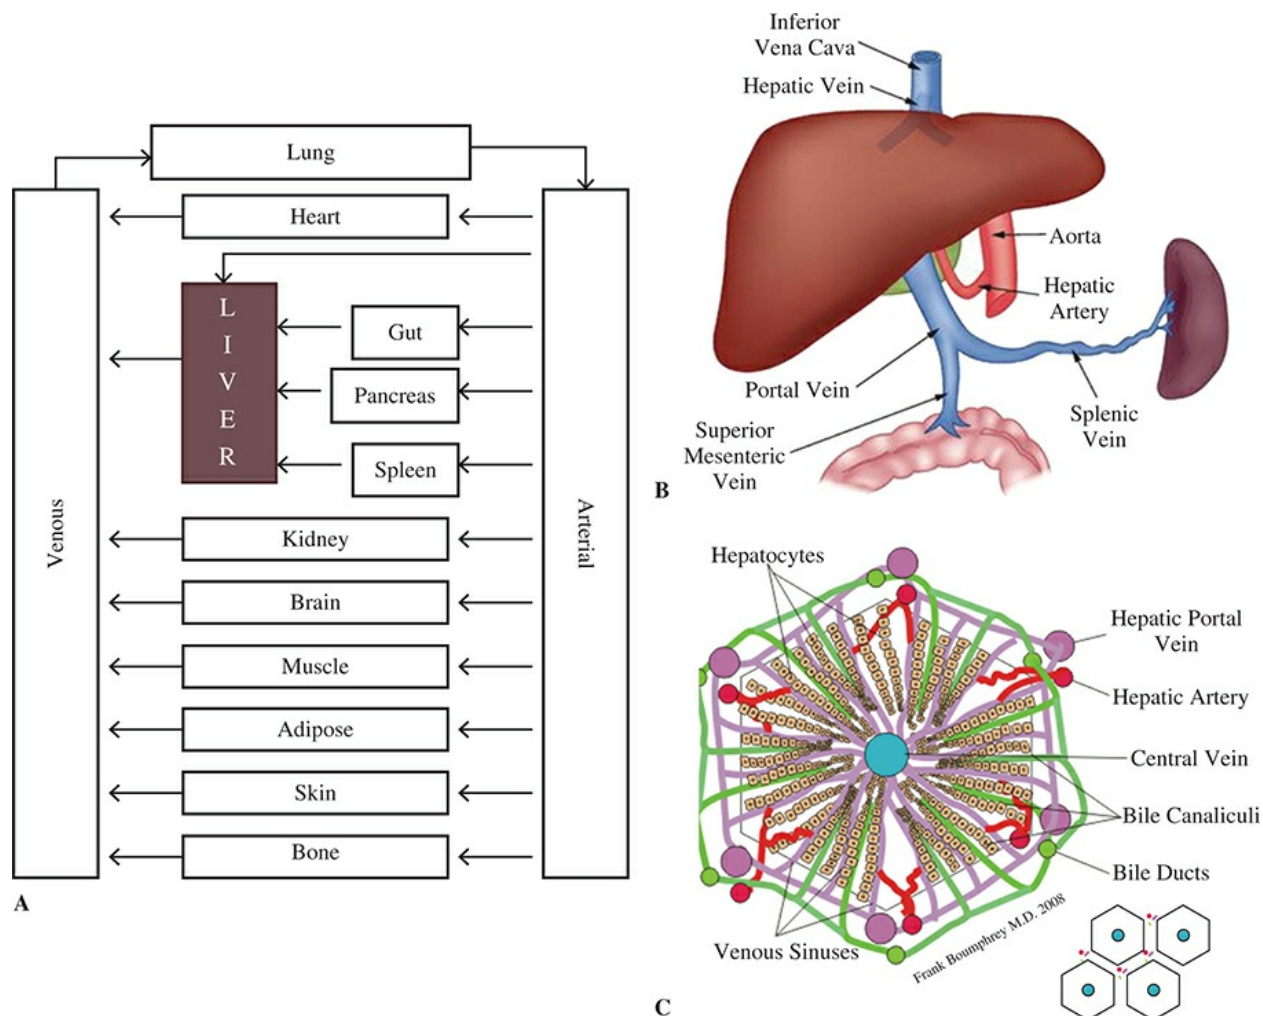 Lung
Heart
L
I
V
E
R
Gut
Pancreas
Spleen
Kidney
Brain
Muscle
Adipose
Skin
Bone
Venous
Arterial
A
Inferior
Vena Cava
Hepatic Vein
Aorta
Hepatic
Artery
Portal Vein
Splenic
Vein
Superior
Mesenteric
Vein
B
Hepatocytes
Hepatic Portal
Vein
Hepatic Artery
Central Vein
Bile Canaliculi
Bile Ducts
Venous Sinuses
Frank Boumphrey M.D. 2008
C